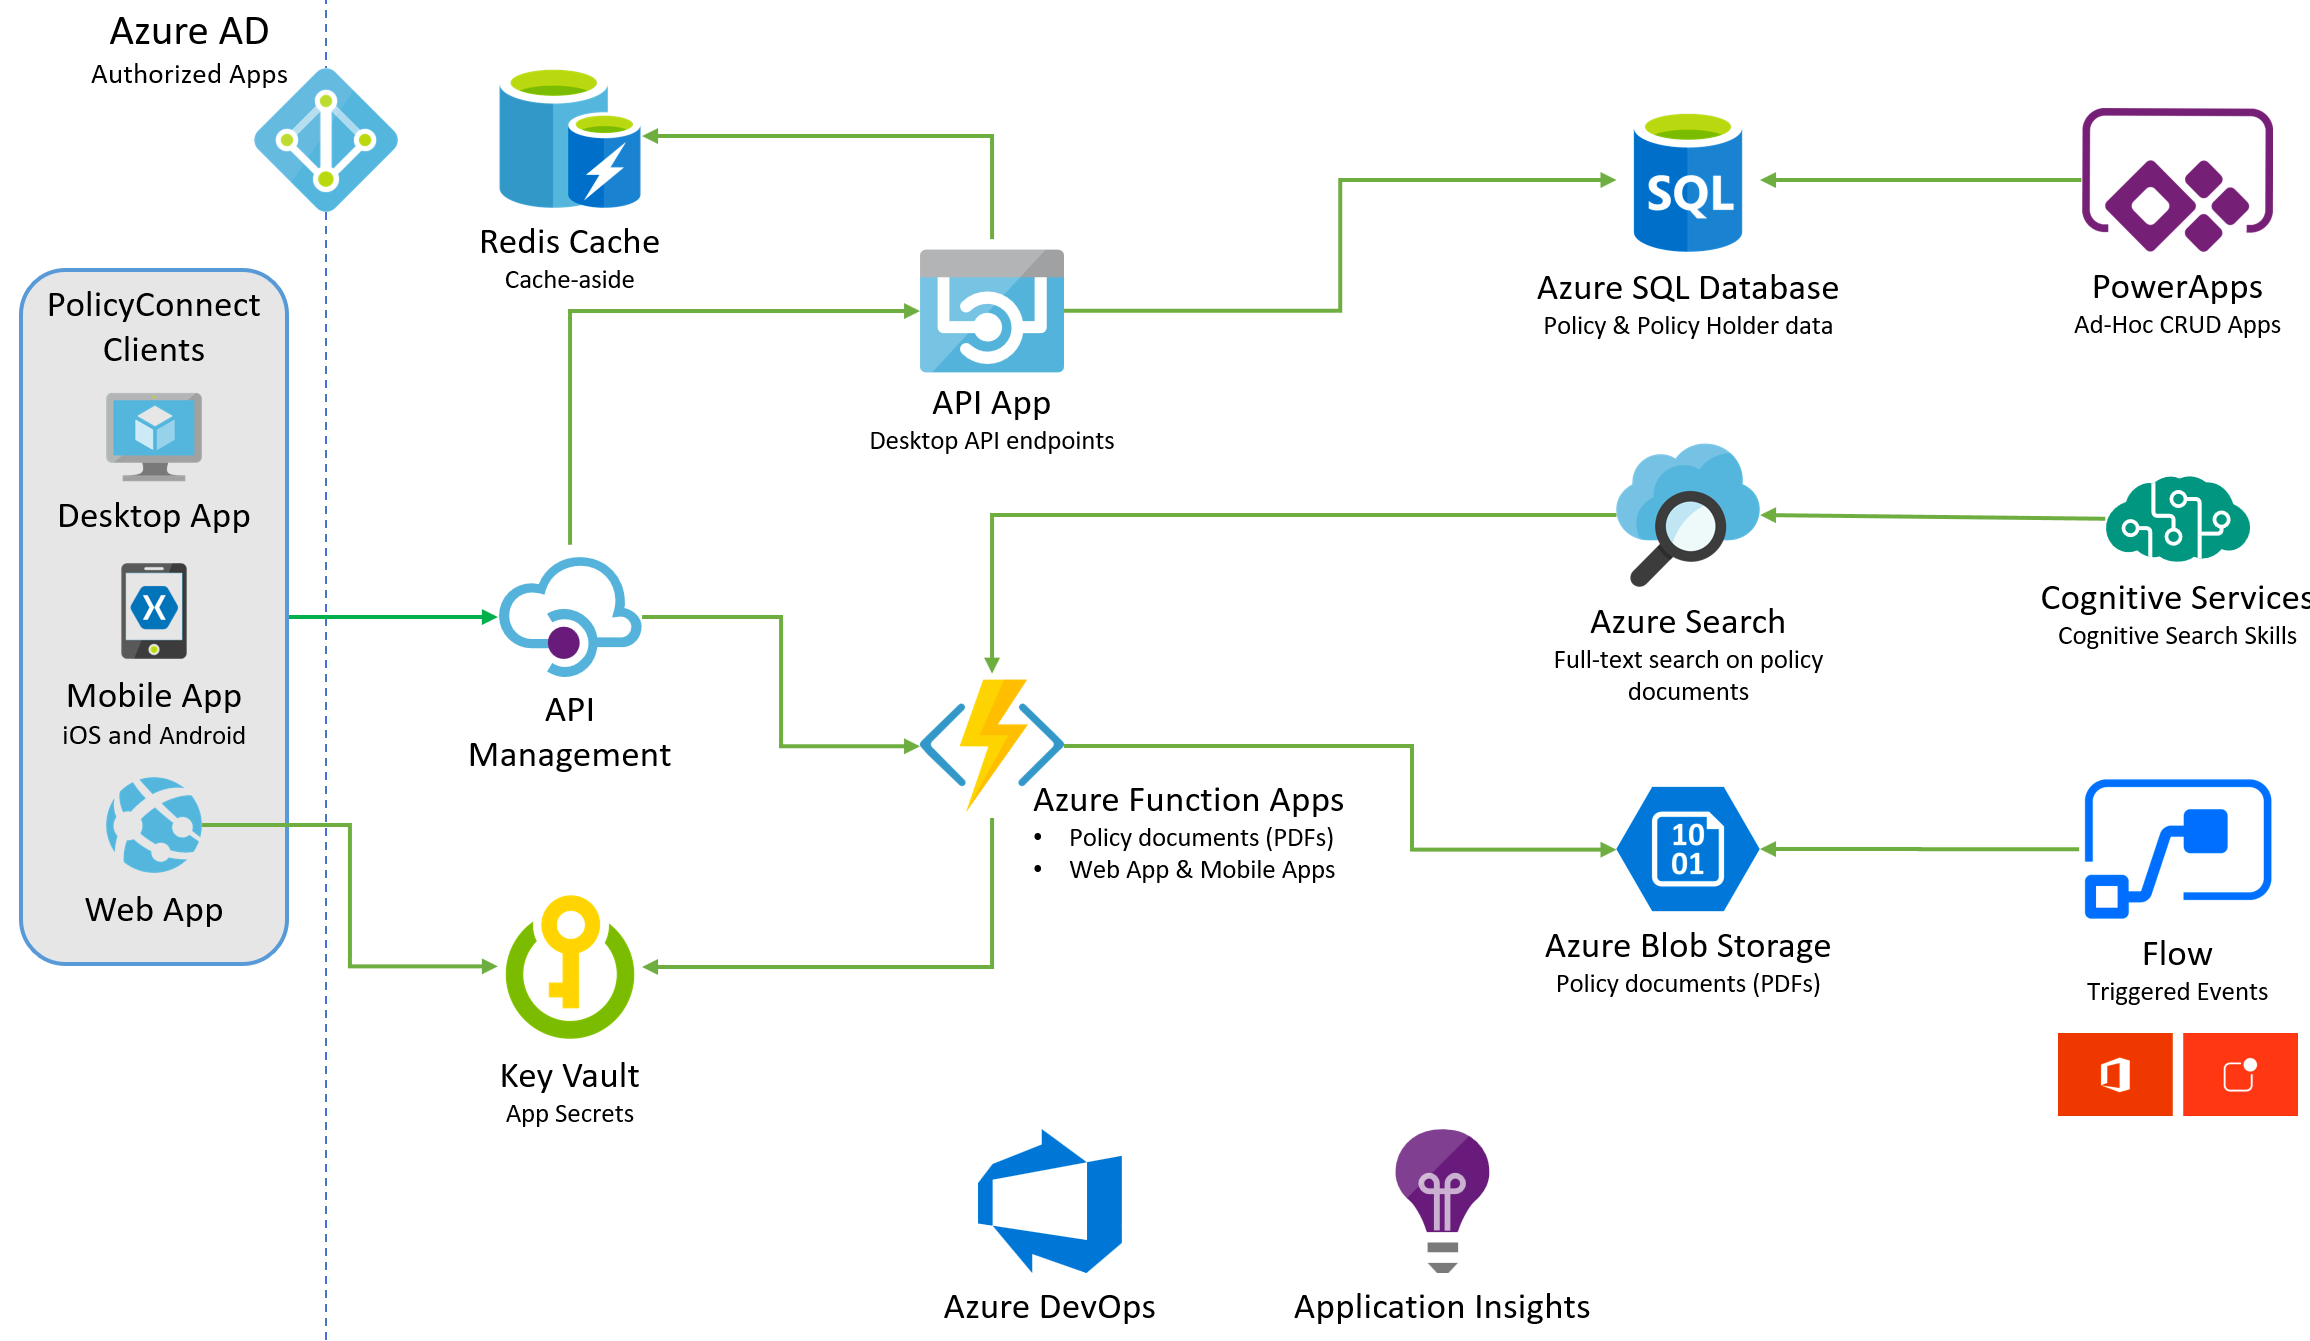 Azure AD
Authorized Apps
PolicyConnect
Clients
Desktop App
Mobile App
iOS and Android
Web App
Redis Cache
Cache-aside
API
Management
Key Vault
App Secrets
API App
Desktop API endpoints
Azure Function Apps
• Policy documents (PDFs)
• Web App & Mobile Apps
SQL
Azure SQL Database
Policy & Policy Holder data
Azure Search
Full-text search on policy
documents
10
01
Azure Blob Storage
Policy documents (PDFs)
PowerApps
Ad-Hoc CRUD Apps
Cognitive Services
Cognitive Search Skills
Flow
Triggered Events
Azure DevOps
Application Insights